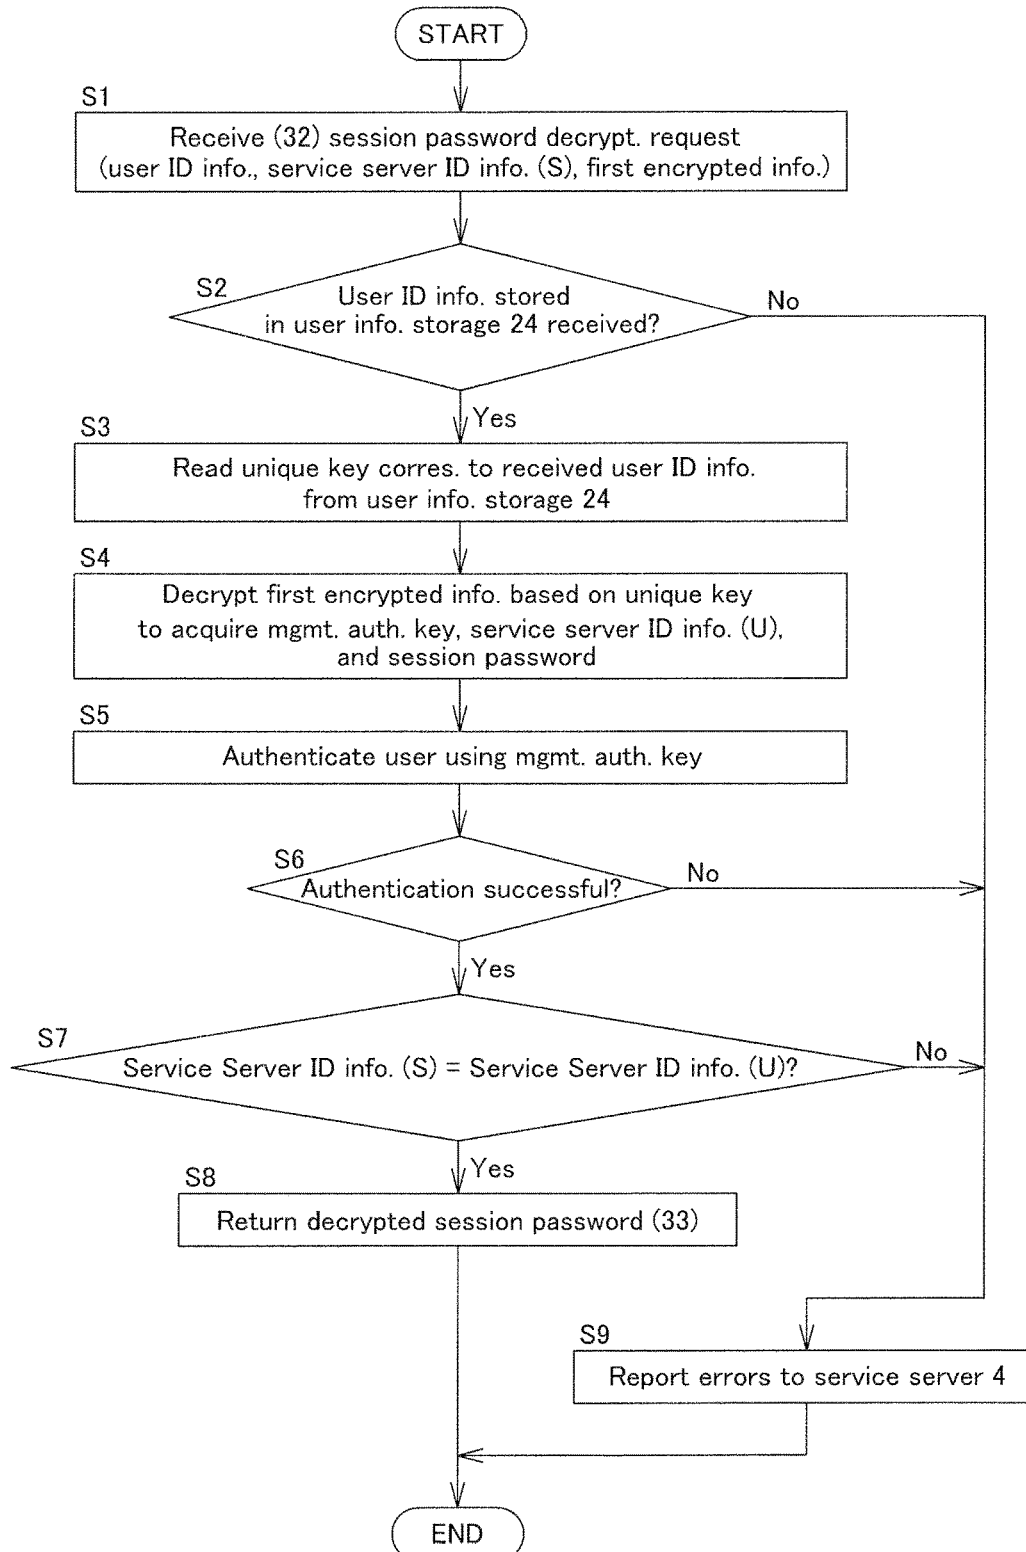 START
S1
Receive (32) session password decrypt. request
(user ID info., service server ID info. (S), first encrypted info.)
S2
User ID info. stored
in user info. storage 24 received?
No
Yes
S3
Read unique key corres. to received user ID info.
from user info. storage 24
S4
Decrypt first encrypted info. based on unique key
to acquire mgmt. auth. key, service server ID info. (U),
and session password
S5
Authenticate user using mgmt. auth. key
S6
Authentication successful?
No
Yes
S7
Service Server ID info. (S) = Service Server ID info. (U)?
No
Yes
S8
Return decrypted session password (33)
S9
Report errors to service server 4
END